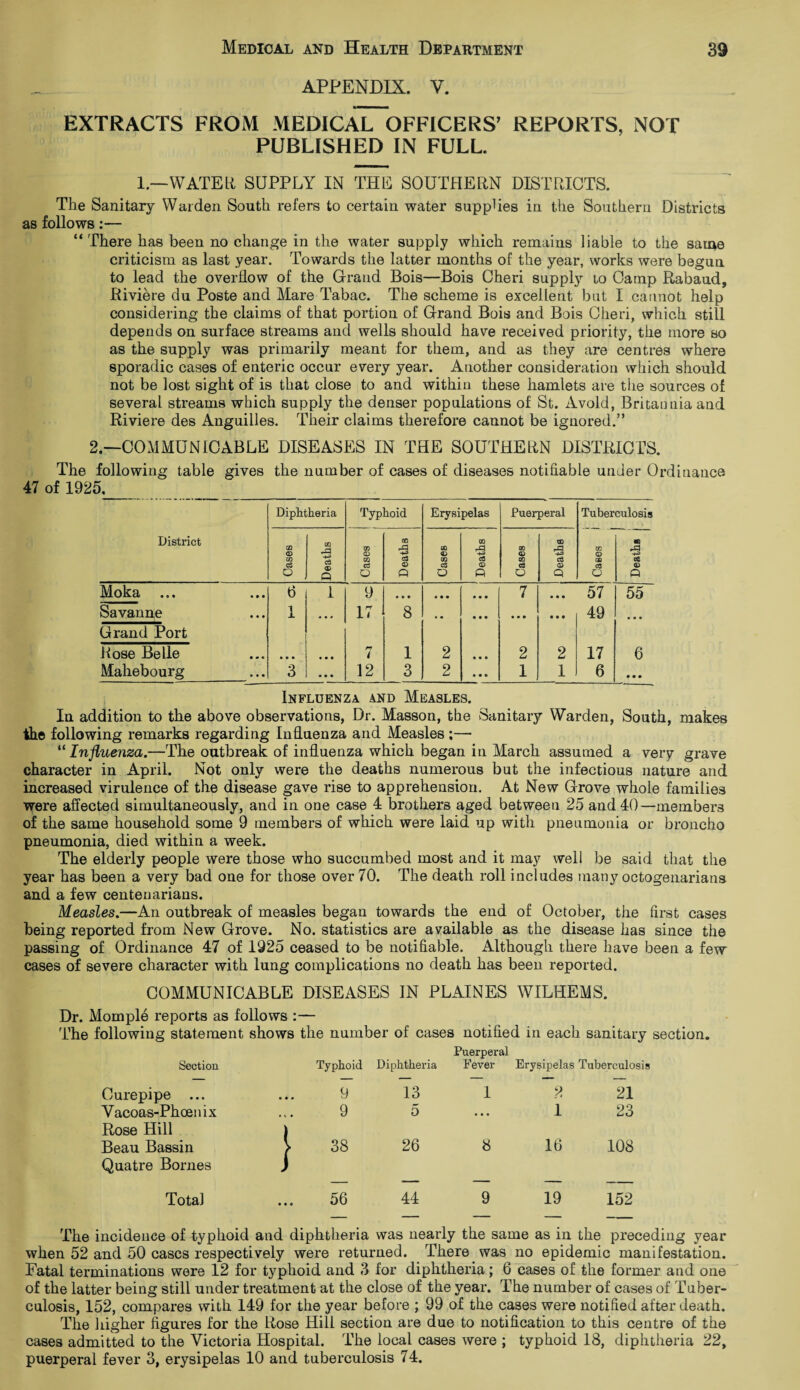 MEDICAL AND HEALTH DEPARTMENT 39
APPENDIX. V.
EXTRACTS FROM MEDICAL OFFICERS' REPORTS, NOT
PUBLISHED IN FULL.
1.—WATER SUPPLY IN THE SOUTHERN DISTRICTS.
The Sanitary Warden South refers to certain water supplies in the Southern Districts
as follows :—
“ There has been no change in the water supply which remains liable to the same
criticism as last year. Towards the latter months of the year, works were begun
to lead the overflow of the Grand Bois—Bois Cheri supply to Camp Rabaud,
Rivière du Poste and Mare Tabac. The scheme is excellent but I cannot help
considering the claims of that portion of Grand Bois and Bois Cheri, which still
depends on surface streams and wells should have received priority, the more so
as the supply was primarily meant for them, and as they are centres where
sporadic cases of enteric occur every year. Another consideration which should
not be lost sight of is that close to and within these hamlets are the sources of
several streams which supply the denser populations of St. Avold, Britannia and
Riviere des Anguilles. Their claims therefore cannot be ignored.”
2.—COMMUNICABLE DISEASES IN THE SOUTHERN DISTRICTS.
The following table gives the number of cases of diseases notifiable under Ordinance
47 of 1925.
District Diphtheria Typhoid Erysipelas Puerperal Tuberculosis
Cases Deaths Cases Deaths Cases Deaths Cases Deaths Cases Deaths
Moka ... ... 6 1 9 ... ... ... 7 ... 57 55
Savanne ... 1 ... 17 8 .. ... ... ... 49 ...
Grand Port
Rose Belle ... ... ... 7 1 2 ... 2 2 17 6
Mahebourg ... 3 ... 12 3 2 ... 1 1 6 ...
INFLUENZA AND MEASLES.
In addition to the above observations, Dr. Masson, the Sanitary Warden, South, makes
the following remarks regarding Influenza and Measles ;—
“ Influenza.—The outbreak of influenza which began in March assumed a very grave
character in April. Not only were the deaths numerous but the infectious nature and
increased virulence of the disease gave rise to apprehension. At New Grove whole families
were affected simultaneously, and in one case 4 brothers aged between 25 and 40—members
of the same household some 9 members of which were laid up with pneumonia or broncho
pneumonia, died within a week.
The elderly people were those who succumbed most and it may well be said that the
year has been a very bad one for those over 70. The death roll includes many octogenarians
and a few centenarians.
Measles.—An outbreak of measles began towards the end of October, the first cases
being reported from New Grove. No. statistics are available as the disease has since the
passing of Ordinance 47 of 1925 ceased to be notifiable. Although there have been a few
cases of severe character with lung complications no death has been reported.
COMMUNICABLE DISEASES IN PLAINES WILHEMS.
Dr. Momplé reports as follows :—
The following statement shows the number of cases notified in each sanitary section.
Section Typhoid Diphtheria Puerperal Fever Erysipelas Tuberculosis
Curepipe ... ... 9 13 1 2 21
Vacoas-Phœnix ... 9 5 ... 1 23
Rose Hill )
Beau Bassin } 38 26 8 16 108
Quatre Bornes )
Total ... 56 44 9 19 152
The incidence of typhoid and diphtheria was nearly the same as in the preceding year
when 52 and 50 cases respectively were returned. There was no epidemic manifestation.
Fatal terminations were 12 for typhoid and 3 for diphtheria; 6 cases of the former and one
of the latter being still under treatment at the close of the year. The number of cases of Tuber-
culosis, 152, compares with 149 for the year before ; 99 of the cases were notified after death.
The higher figures for the Rose Hill section are due to notification to this centre of the
cases admitted to the Victoria Hospital. The local cases were ; typhoid 18, diphtheria 22,
puerperal fever 3, erysipelas 10 and tuberculosis 74.